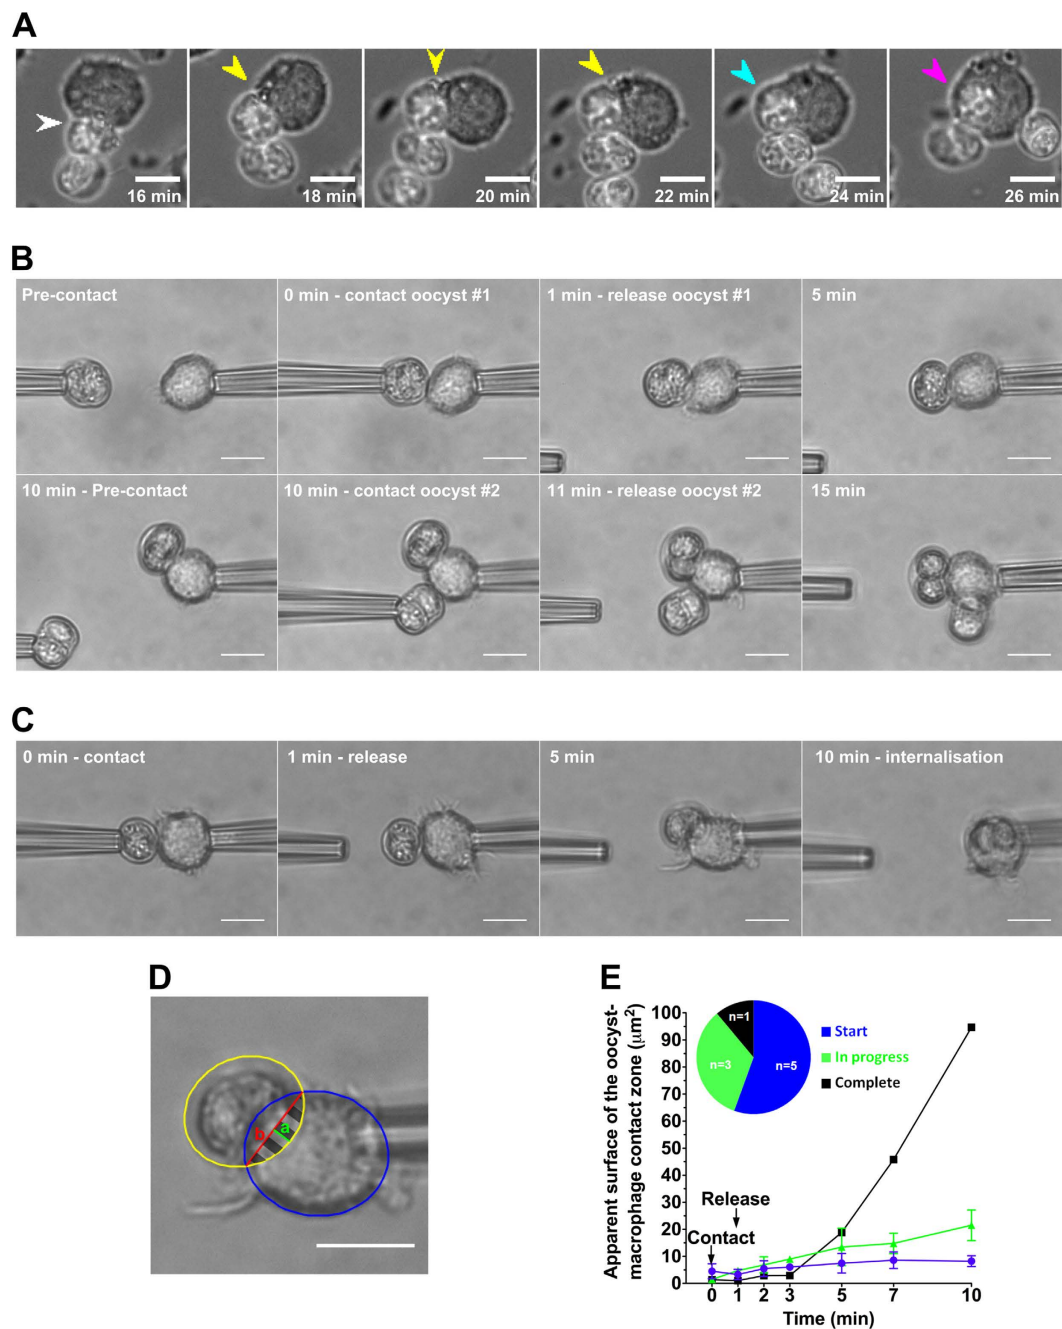 A
16 min
18 min
20 min
22 min
24 min
26 min
B
Pre-contact
0 min - contact oocyst #1
1 min - release oocyst #1
5 min
10 min - Pre-contact
10 min - contact oocyst #2
11 min - release oocyst #2
15 min
C
0 min - contact
1 min - release
5 min
10 min - internalisation
D
b
a
E
Apparent surface of the oocyst-
macrophage contact zone (μm²)
100
90
80
70
60
50
40
30
20
10
0
n=1
n=3
n=5
Start
In progress
Complete
Release
Contact
0 1 2 3 5 7 10
Time (min)